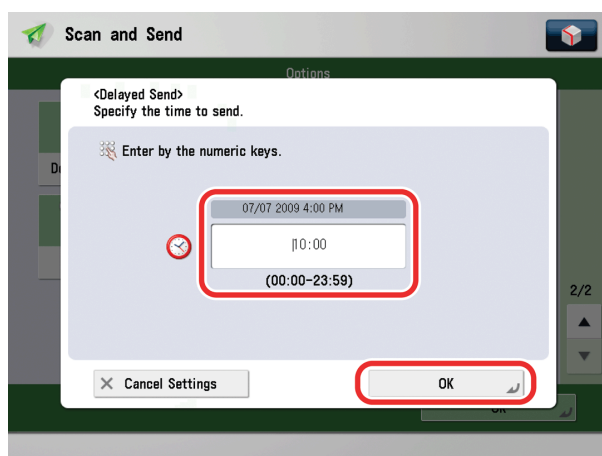 Scan and Send
Options
<Delayed Send>
Specify the time to send.
Enter by the numeric keys.
07/07 2009 4:00 PM
10:00
(00:00-23:59)
2/2
Cancel Settings
OK